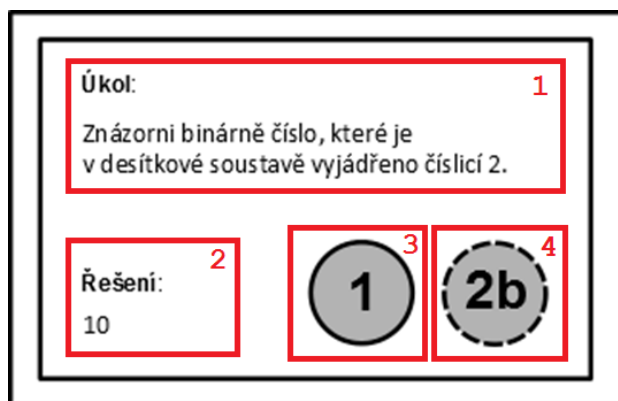 Úkol: 1
Znázorni binárně číslo, které je
v desítkové soustavě vyjádřeno číslicí 2.
Řešení: 2
10
1 3
2b 4